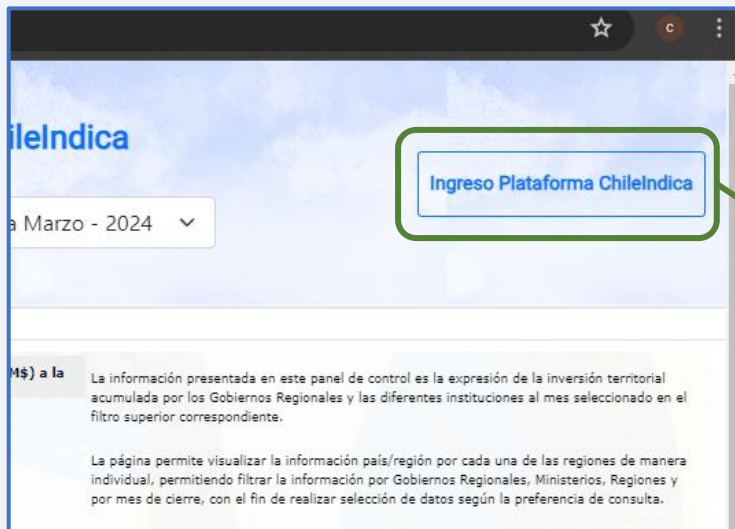 C
ileIndica
Ingreso Plataforma ChileIndica
a Marzo - 2024
M$) a la
La información presentada en este panel de control es la expresión de la inversión territorial
acumulada por los Gobiernos Regionales y las diferentes instituciones al mes seleccionado en el
filtro superior correspondiente.
La página permite visualizar la información país/región por cada una de las regiones de manera
individual, permitiendo filtrar la información por Gobiernos Regionales, Ministerios, Regiones y
por mes de cierre, con el fin de realizar selección de datos según la preferencia de consulta.